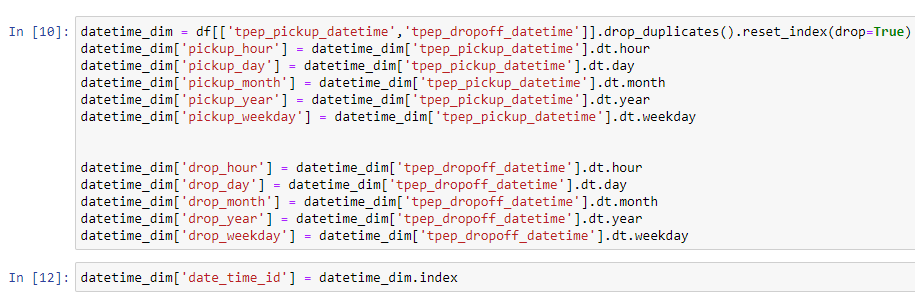 In [10]: datetime_dim = df[['tpep_pickup_datetime','tpep_dropoff_datetime']].drop_duplicates().reset_index(drop=True)
datetime_dim['pickup_hour'] = datetime_dim['tpep_pickup_datetime'].dt.hour
datetime_dim['pickup_day'] = datetime_dim['tpep_pickup_datetime'].dt.day
datetime_dim['pickup_month'] = datetime_dim['tpep_pickup_datetime'].dt.month
datetime_dim['pickup_year'] = datetime_dim['tpep_pickup_datetime'].dt.year
datetime_dim['pickup_weekday'] = datetime_dim['tpep_pickup_datetime'].dt.weekday
datetime_dim['drop_hour'] = datetime_dim['tpep_dropoff_datetime'].dt.hour
datetime_dim['drop_day'] = datetime_dim['tpep_dropoff_datetime'].dt.day
datetime_dim['drop_month'] = datetime_dim['tpep_dropoff_datetime'].dt.month
datetime_dim['drop_year'] = datetime_dim['tpep_dropoff_datetime'].dt.year
datetime_dim['drop_weekday'] = datetime_dim['tpep_dropoff_datetime'].dt.weekday
In [12]: datetime_dim['date_time_id'] = datetime_dim.index